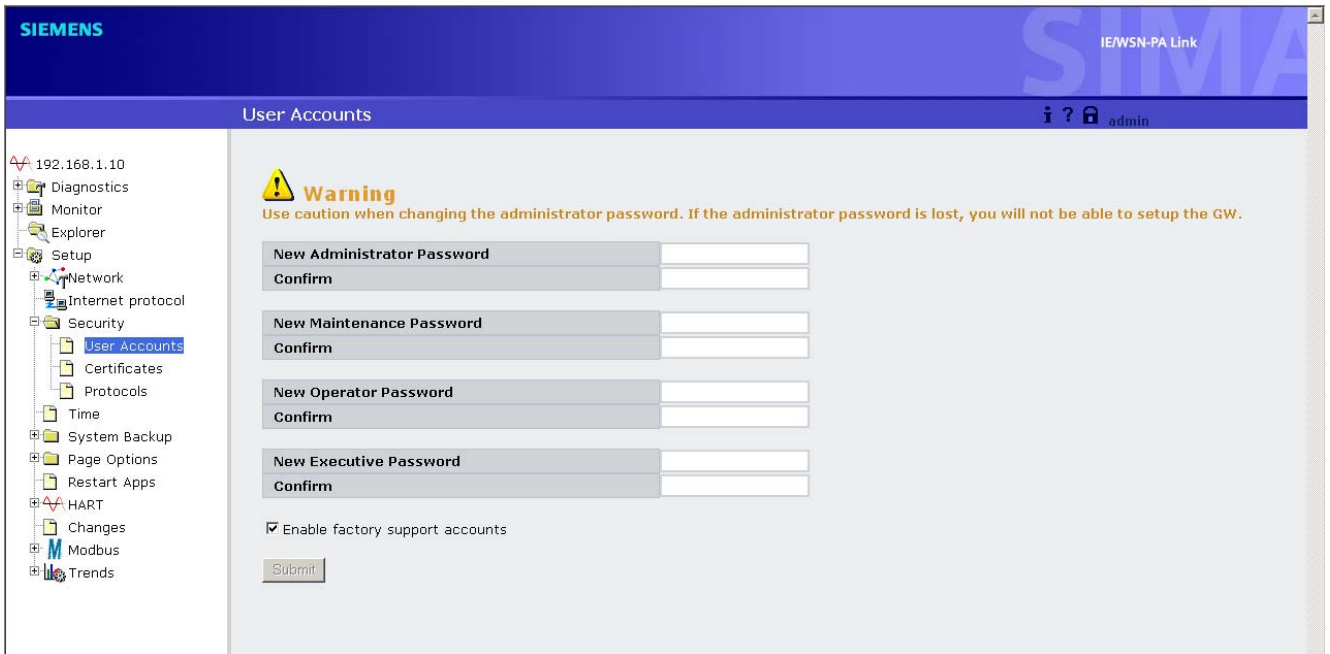 SIEMENS
SIMA
IE/WSN-PA Link
User Accounts
i ? admin
192.168.1.10
Diagnostics
Monitor
Explorer
Setup
Network
Internet protocol
Security
User Accounts
Certificates
Protocols
Time
System Backup
Page Options
Restart Apps
HART
Changes
Modbus
Trends
Warning
Use caution when changing the administrator password. If the administrator password is lost, you will not be able to setup the GW.
New Administrator Password
Confirm
New Maintenance Password
Confirm
New Operator Password
Confirm
New Executive Password
Confirm
Enable factory support accounts
Submit